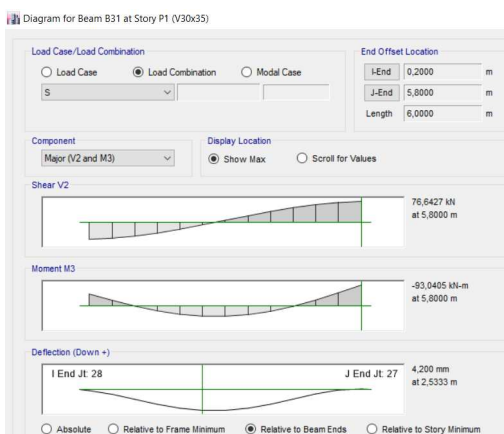 Diagram for Beam B31 at Story P1 (V30x35)
Load Case/Load Combination
Load Case Load Combination Modal Case
S
End Offset Location
I-End 0,2000 m
J-End 5,8000 m
Length 6,0000 m
Component
Major (V2 and M3)
Display Location
Show Max Scroll for Values
Shear V2
76,6427 kN
at 5,8000 m
Moment M3
-93,0405 kN-m
at 5,8000 m
Deflection (Down +)
I End Jt: 28 J End Jt: 27
4,200 mm
at 2,5333 m
Absolute Relative to Frame Minimum Relative to Beam Ends Relative to Story Minimum